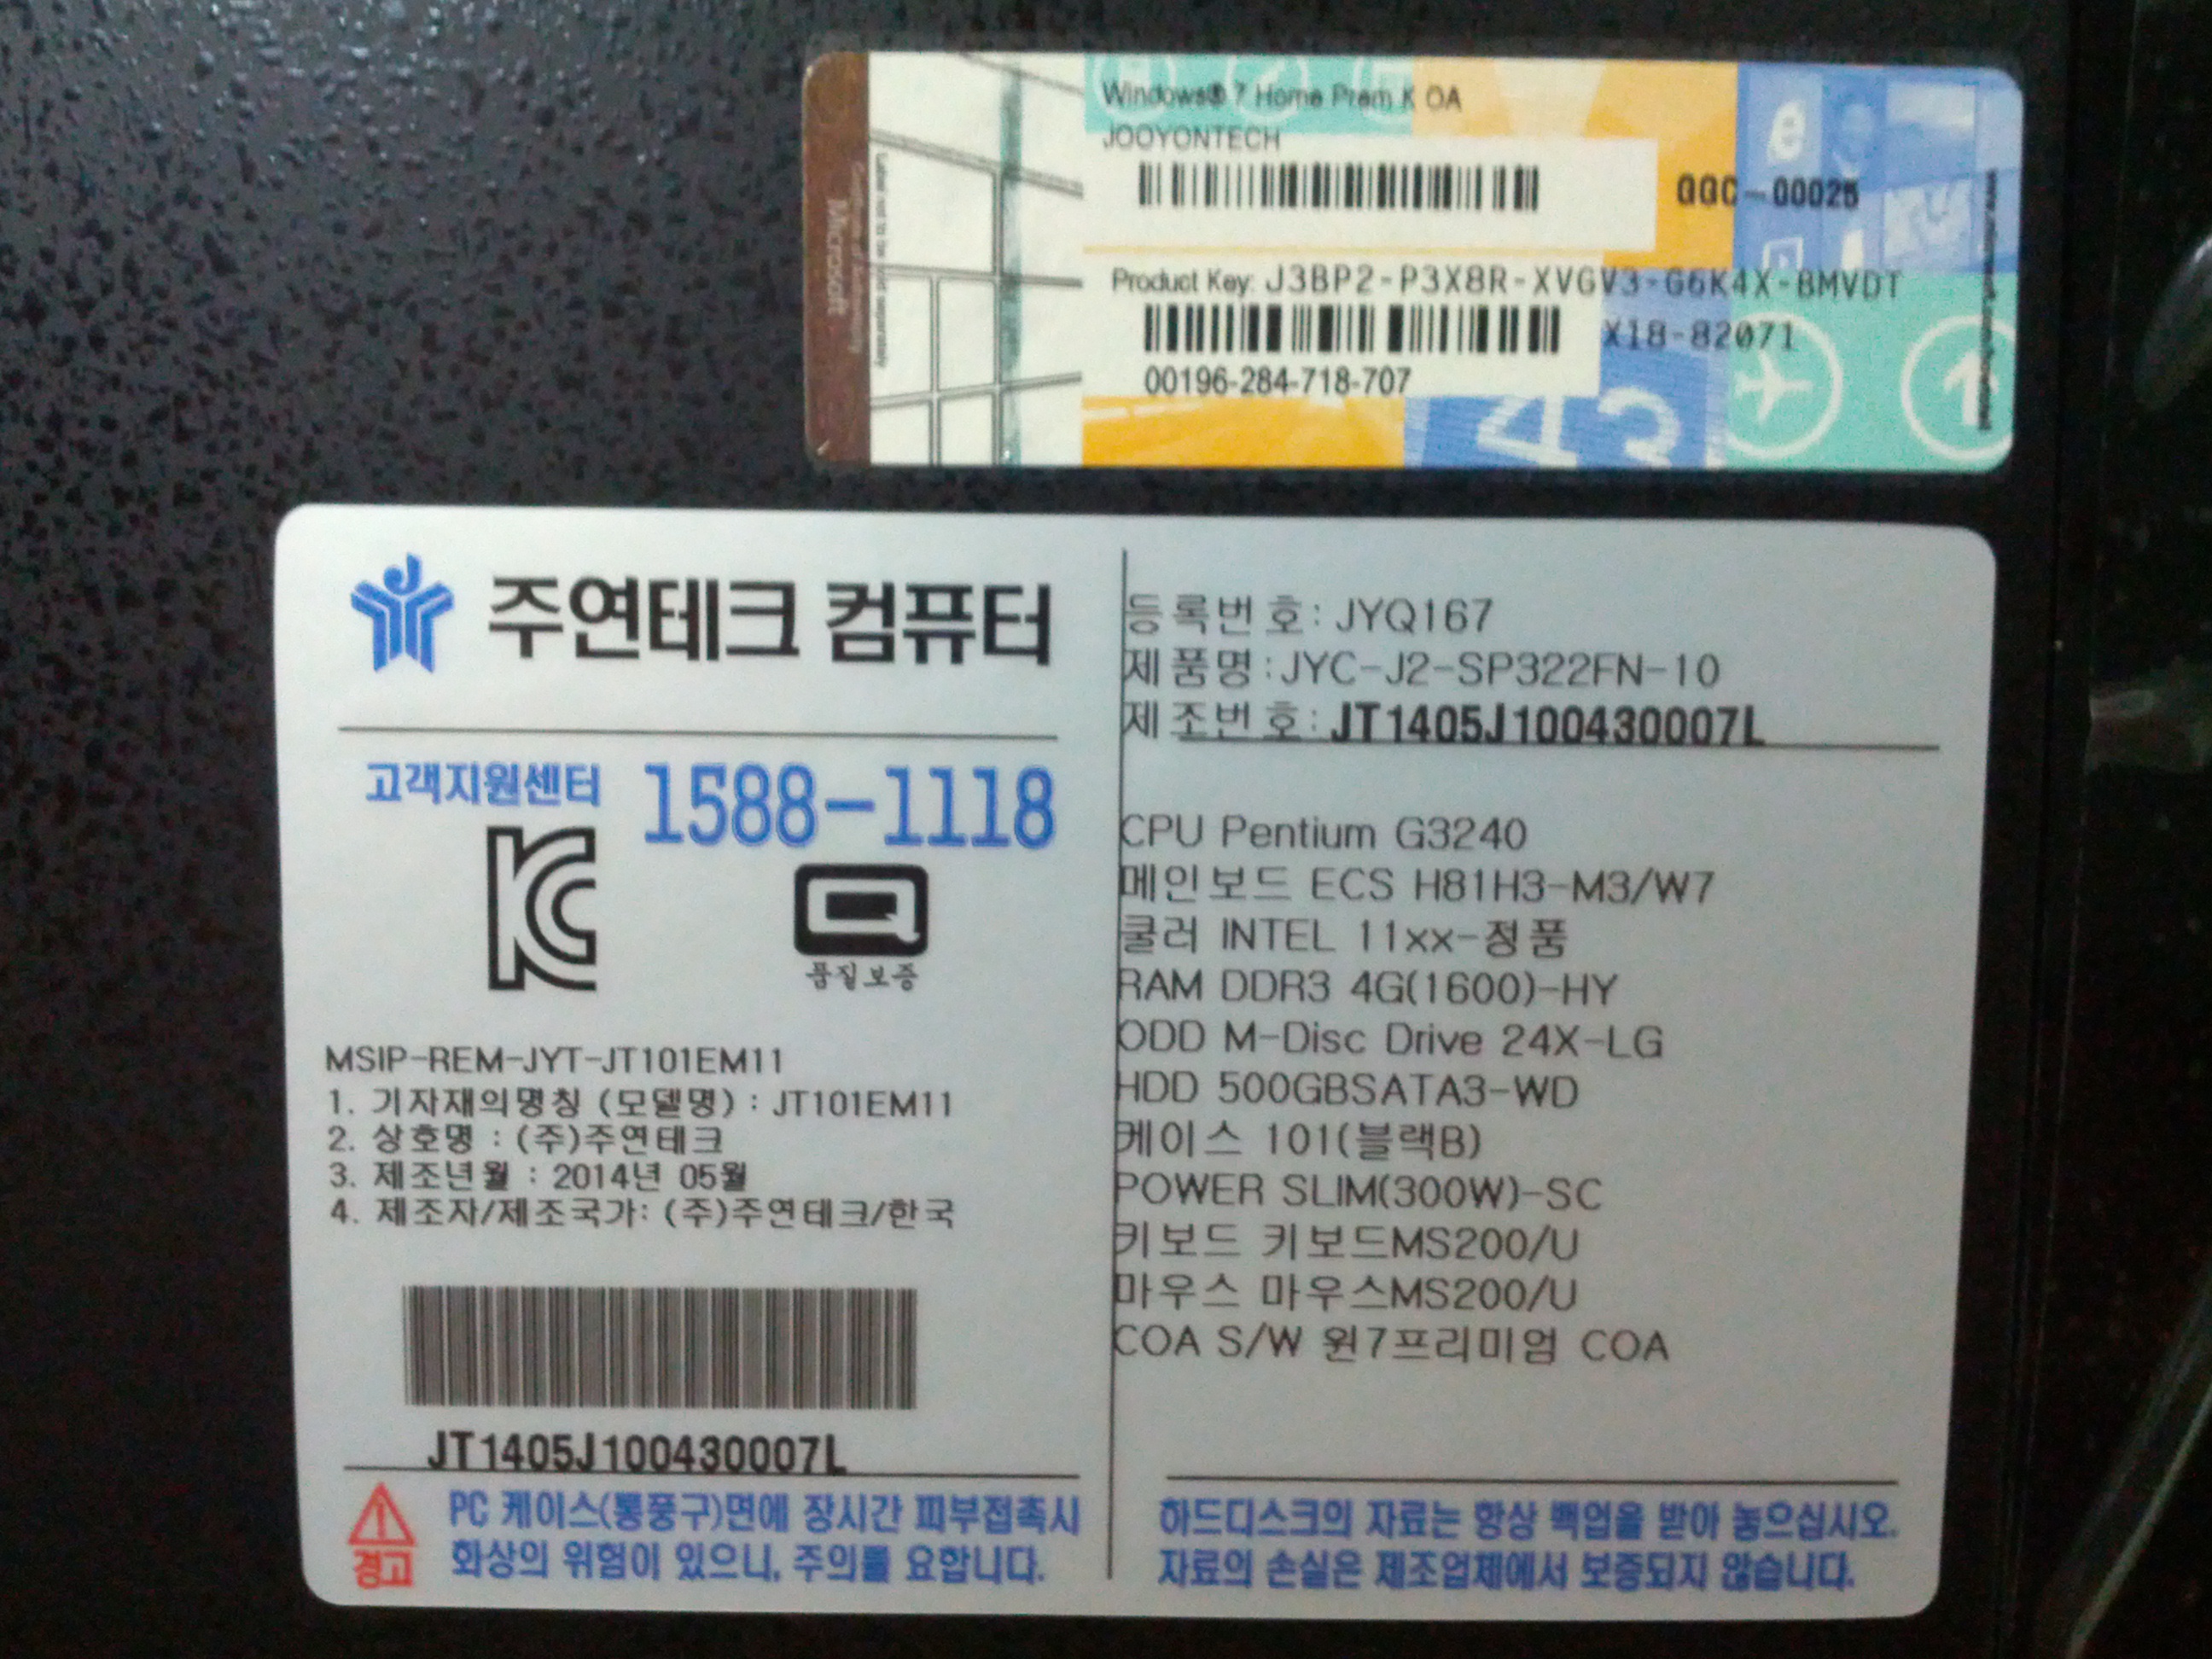 Windows® 7 Home Prem K OA
JOOYONTECH
GGC-00025
Product Key: J3BP2-P3X8R-XVGV3-G6K4X-8MVDT
X18-82071
00196-284-718-707
Microsoft
Label not to be sold separately
주연테크 컴퓨터
고객지원센터 1588-1118
품질보증
MSIP-REM-JYT-JT101EM11
1. 기자재의명칭 (모델명) : JT101EM11
2. 상호명 : (주)주연테크
3. 제조년월 : 2014년 05월
4. 제조자/제조국가: (주)주연테크/한국
JT1405J100430007L
경고
PC 케이스(통풍구)면에 장시간 피부접촉시
화상의 위험이 있으니, 주의를 요합니다.
등록번호: JYQ167
제품명:JYC-J2-SP322FN-10
제조번호: JT1405J100430007L
CPU Pentium G3240
메인보드 ECS H81H3-M3/W7
쿨러 INTEL 11xx-정품
RAM DDR3 4G(1600)-HY
ODD M-Disc Drive 24X-LG
HDD 500GBSATA3-WD
케이스 101(블랙B)
POWER SLIM(300W)-SC
키보드 키보드MS200/U
마우스 마우스MS200/U
COA S/W 윈7프리미엄 COA
하드디스크의 자료는 항상 백업을 받아 놓으십시오.
자료의 손실은 제조업체에서 보증되지 않습니다.